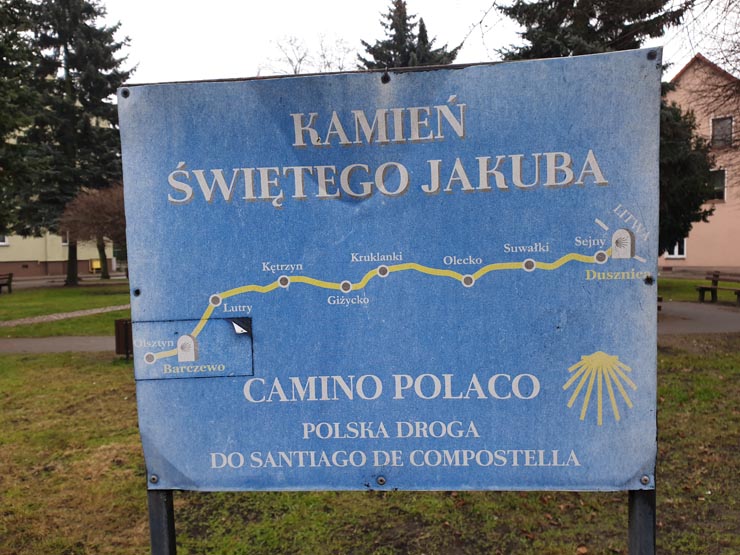 KAMIEŃ
ŚWIĘTEGO JAKUBA
LITWA
Sejny
Suwałki
Kruklanki
Olecko
Kętrzyn
Dusznica
Giżycko
Lutry
Olsztyn
Barczewo
CAMINO POLACO
POLSKA DROGA
DO SANTIAGO DE COMPOSTELLA